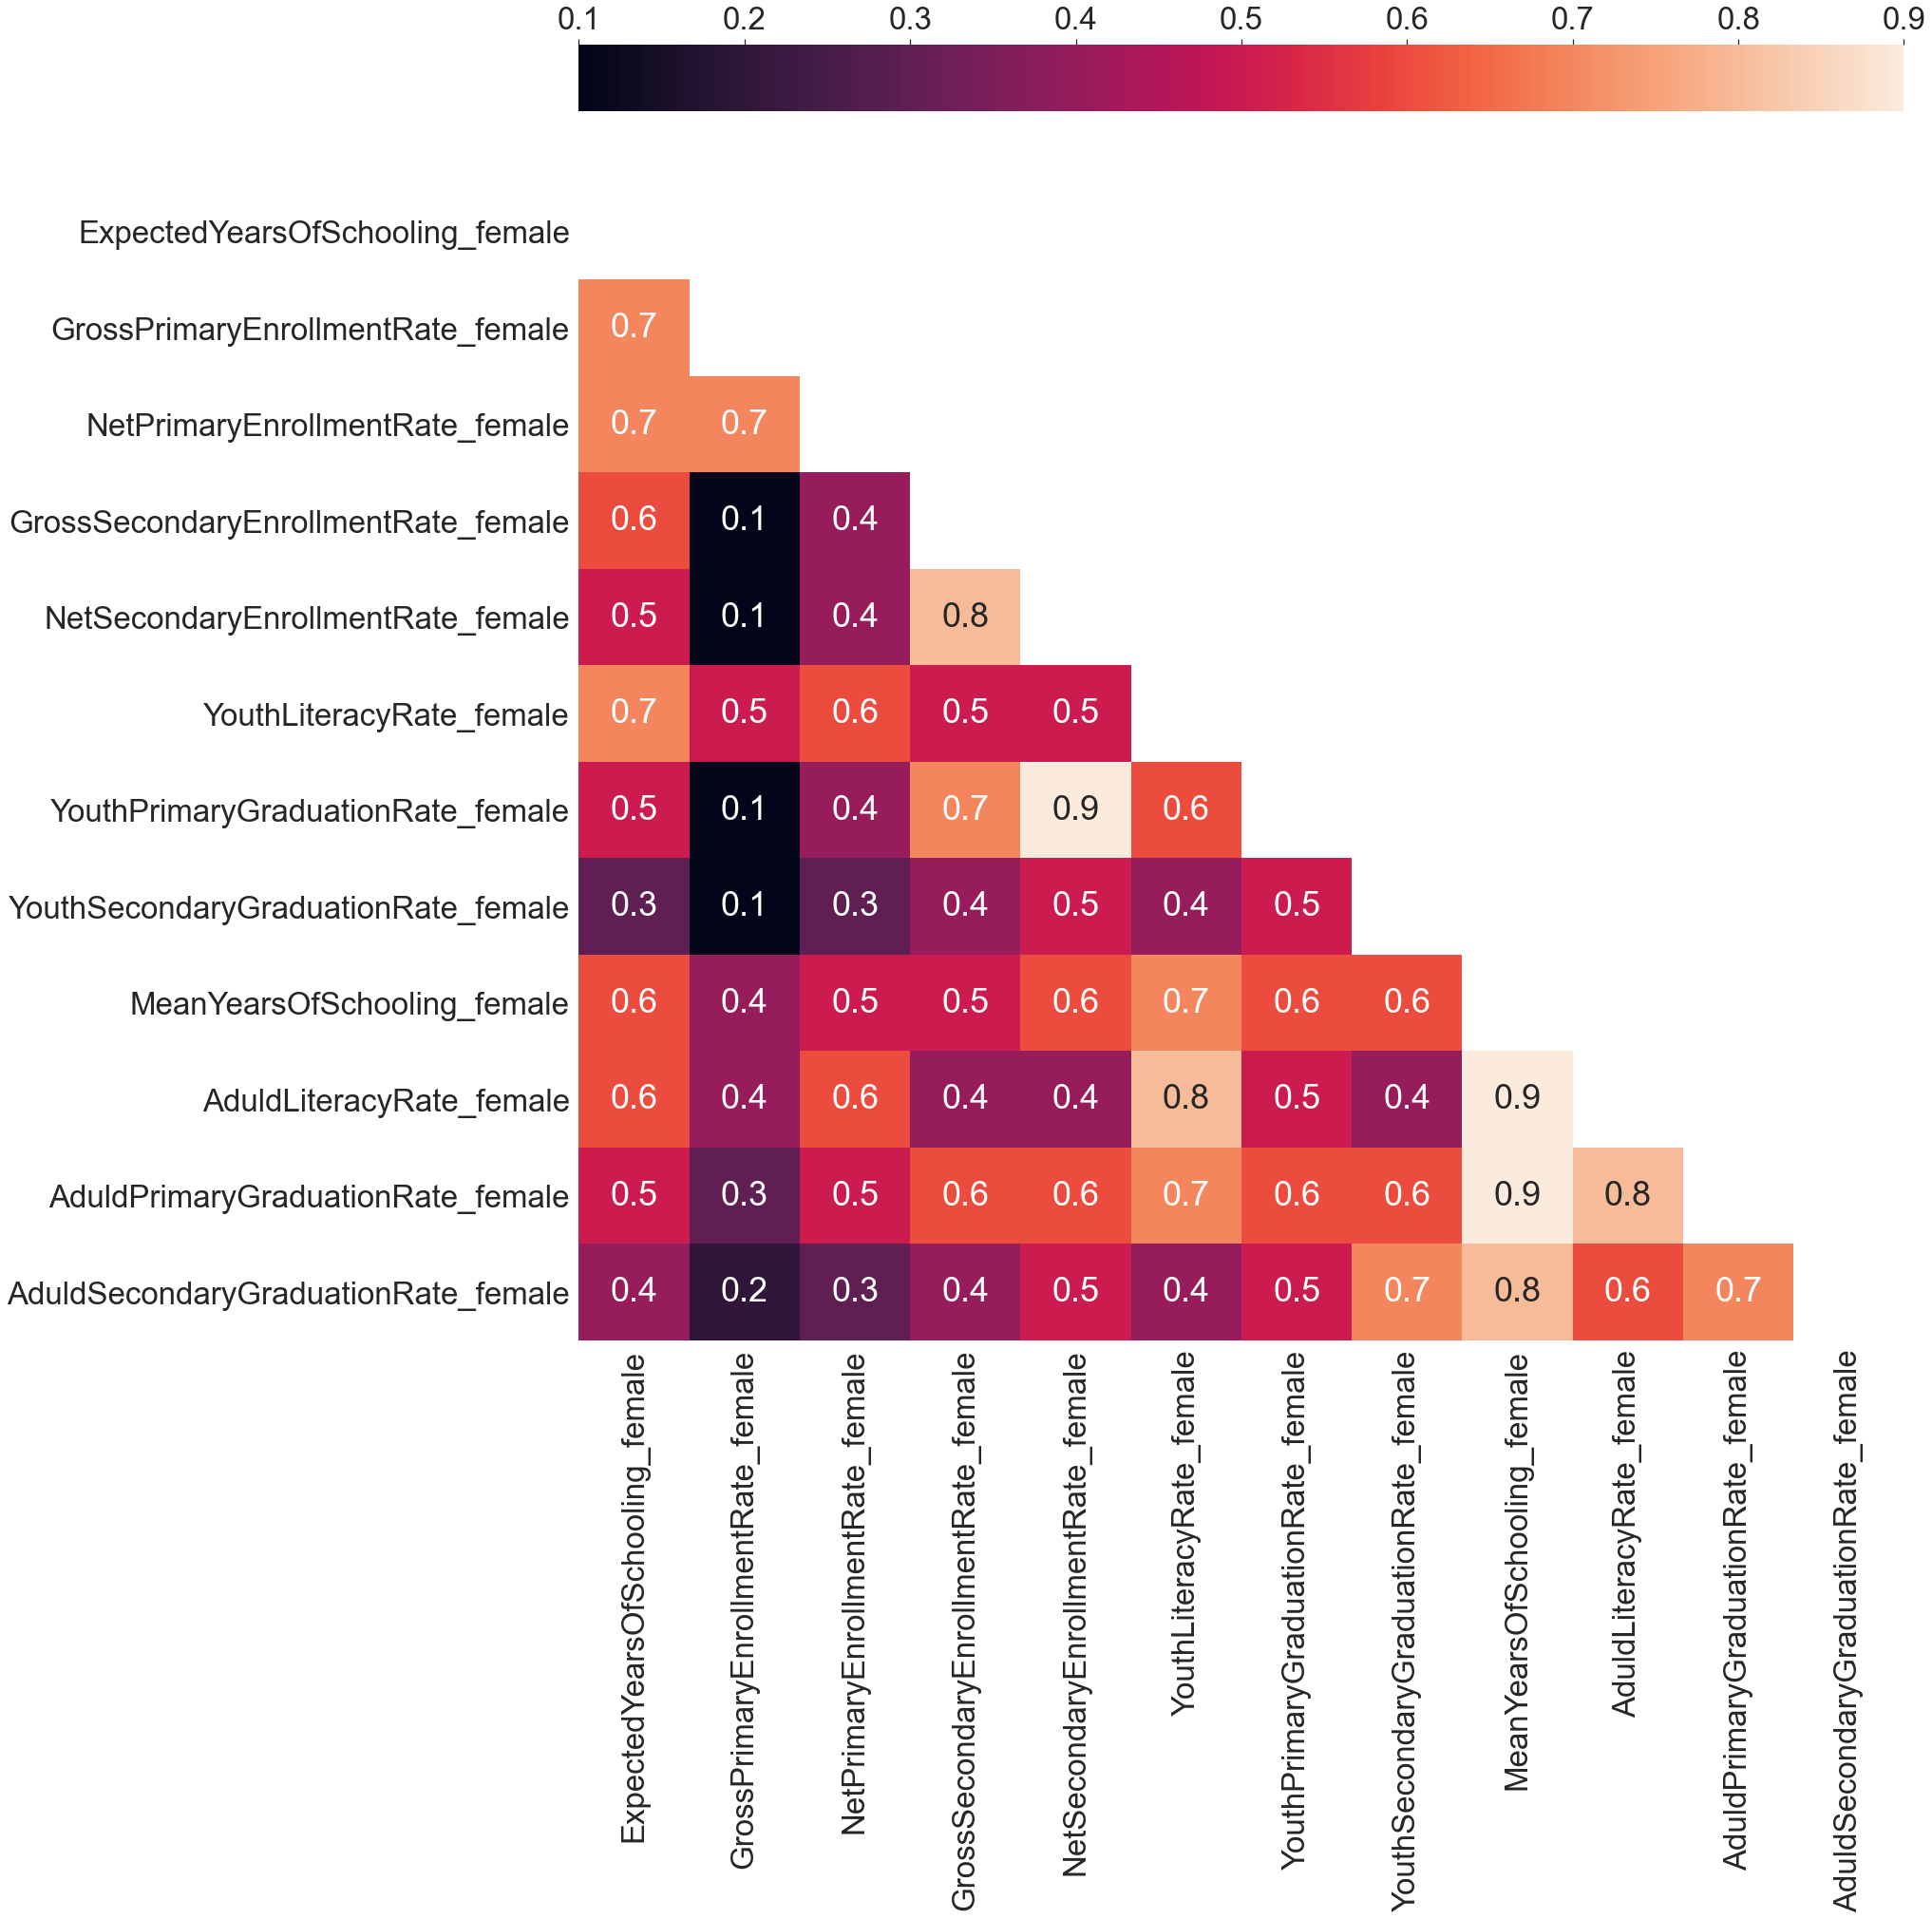 0.1 0.2 0.3 0.4 0.5 0.6 0.7 0.8 0.9
ExpectedYearsOfSchooling_female
GrossPrimaryEnrollmentRate_female 0.7
NetPrimaryEnrollmentRate_female 0.7 0.7
GrossSecondaryEnrollmentRate_female 0.6 0.1 0.4
NetSecondaryEnrollmentRate_female 0.5 0.1 0.4 0.8
YouthLiteracyRate_female 0.7 0.5 0.6 0.5 0.5
YouthPrimaryGraduationRate_female 0.5 0.1 0.4 0.7 0.9 0.6
YouthSecondaryGraduationRate_female 0.3 0.1 0.3 0.4 0.5 0.4 0.5
MeanYearsOfSchooling_female 0.6 0.4 0.5 0.5 0.6 0.7 0.6 0.6
AduldLiteracyRate_female 0.6 0.4 0.6 0.4 0.4 0.8 0.5 0.4 0.9
AduldPrimaryGraduationRate_female 0.5 0.3 0.5 0.6 0.6 0.7 0.6 0.6 0.9 0.8
AduldSecondaryGraduationRate_female 0.4 0.2 0.3 0.4 0.5 0.4 0.5 0.7 0.8 0.6 0.7
ExpectedYearsOfSchooling_female
GrossPrimaryEnrollmentRate_female
NetPrimaryEnrollmentRate_female
GrossSecondaryEnrollmentRate_female
NetSecondaryEnrollmentRate_female
YouthLiteracyRate_female
YouthPrimaryGraduationRate_female
YouthSecondaryGraduationRate_female
MeanYearsOfSchooling_female
AduldLiteracyRate_female
AduldPrimaryGraduationRate_female
AduldSecondaryGraduationRate_female